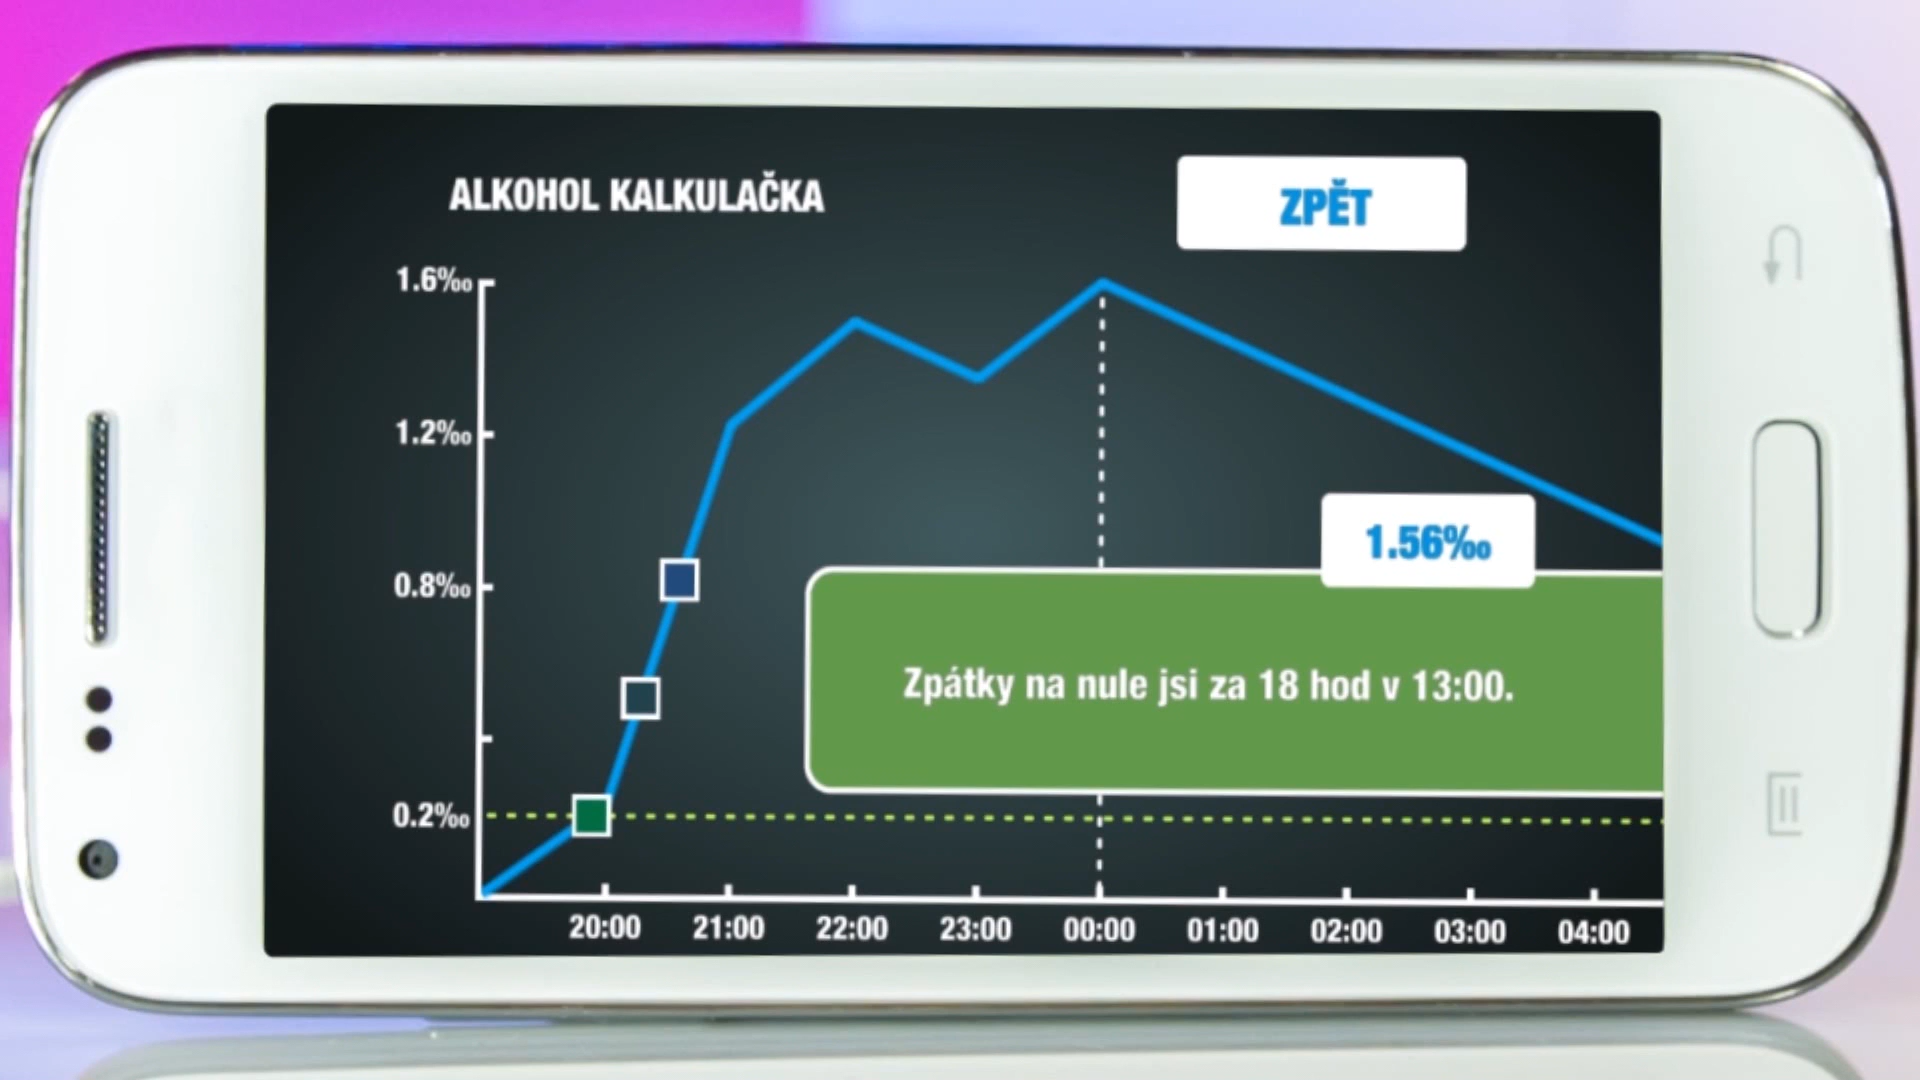 ALKOHOL KALKULAČKA
ZPĚT
1.6‰
1.2‰
0.8‰
0.2‰
1.56‰
Zpátky na nule jsi za 18 hod v 13:00.
20:00 21:00 22:00 23:00 00:00 01:00 02:00 03:00 04:00